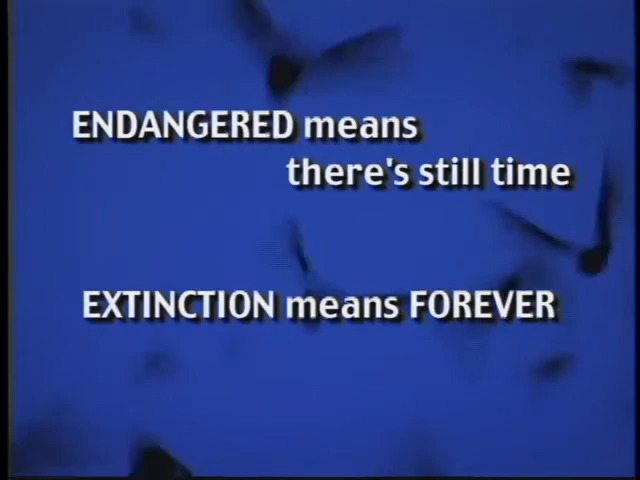 ENDANGERED means
there's still time
EXTINCTION means FOREVER